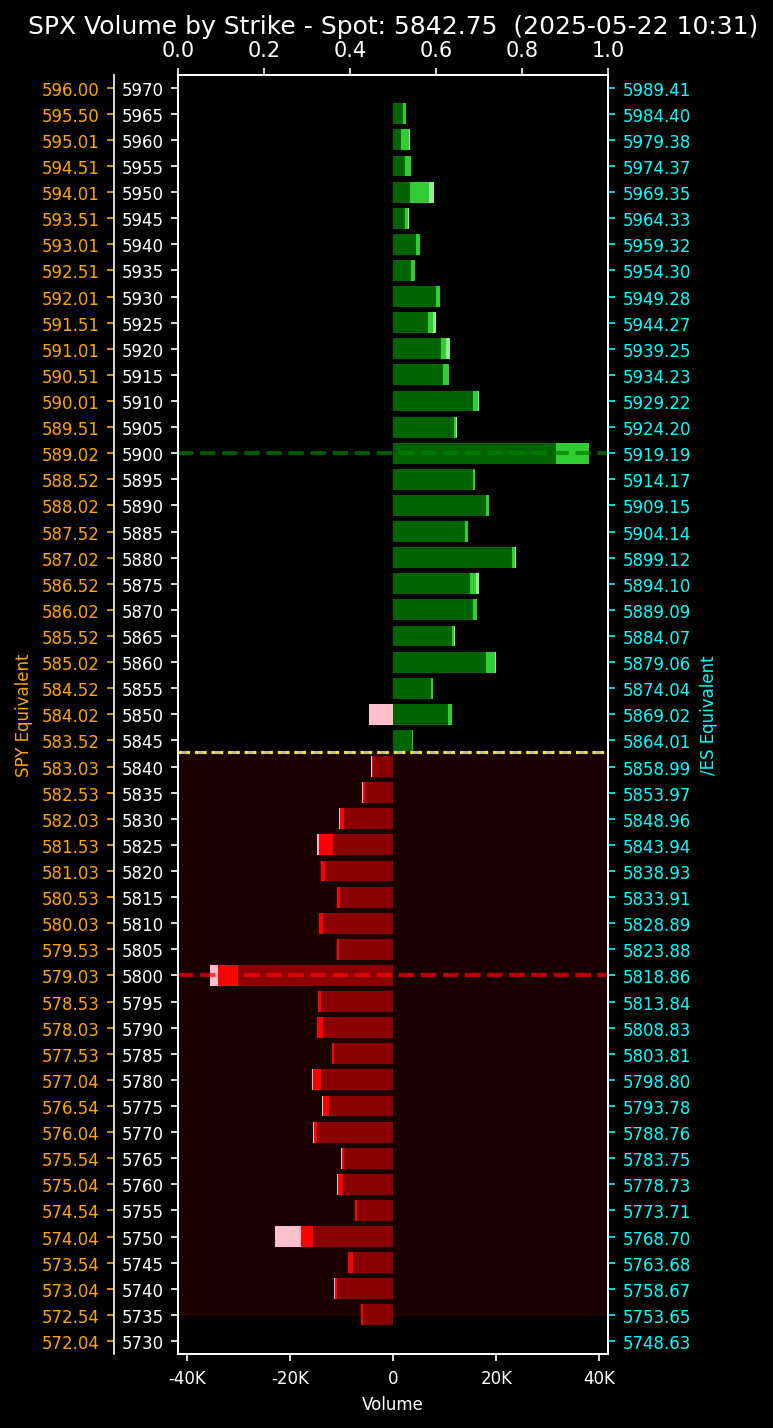 SPX Volume by Strike - Spot: 5842.75 (2025-05-22 10:31)
0.0 0.2 0.4 0.6 0.8 1.0
596.00 5970 5989.41
595.50 5965 5984.40
595.01 5960 5979.38
594.51 5955 5974.37
594.01 5950 5969.35
593.51 5945 5964.33
593.01 5940 5959.32
592.51 5935 5954.30
592.01 5930 5949.28
591.51 5925 5944.27
591.01 5920 5939.25
590.51 5915 5934.23
590.01 5910 5929.22
589.51 5905 5924.20
589.02 5900 5919.19
588.52 5895 5914.17
588.02 5890 5909.15
587.52 5885 5904.14
587.02 5880 5899.12
586.52 5875 5894.10
586.02 5870 5889.09
585.52 5865 5884.07
585.02 5860 5879.06
584.52 5855 5874.04
584.02 5850 5869.02
583.52 5845 5864.01
SPY Equivalent
/ES Equivalent
583.03 5840 5858.99
582.53 5835 5853.97
582.03 5830 5848.96
581.53 5825 5843.94
581.03 5820 5838.93
580.53 5815 5833.91
580.03 5810 5828.89
579.53 5805 5823.88
579.03 5800 5818.86
578.53 5795 5813.84
578.03 5790 5808.83
577.53 5785 5803.81
577.04 5780 5798.80
576.54 5775 5793.78
576.04 5770 5788.76
575.54 5765 5783.75
575.04 5760 5778.73
574.54 5755 5773.71
574.04 5750 5768.70
573.54 5745 5763.68
573.04 5740 5758.67
572.54 5735 5753.65
572.04 5730 5748.63
-40K -20K 0 20K 40K
Volume